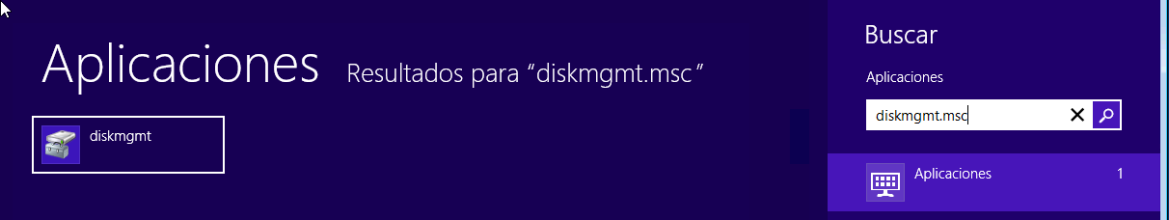 Aplicaciones Resultados para “diskmgmt.msc”
diskmgmt
Buscar
Aplicaciones
diskmgmt.msc
Aplicaciones 1